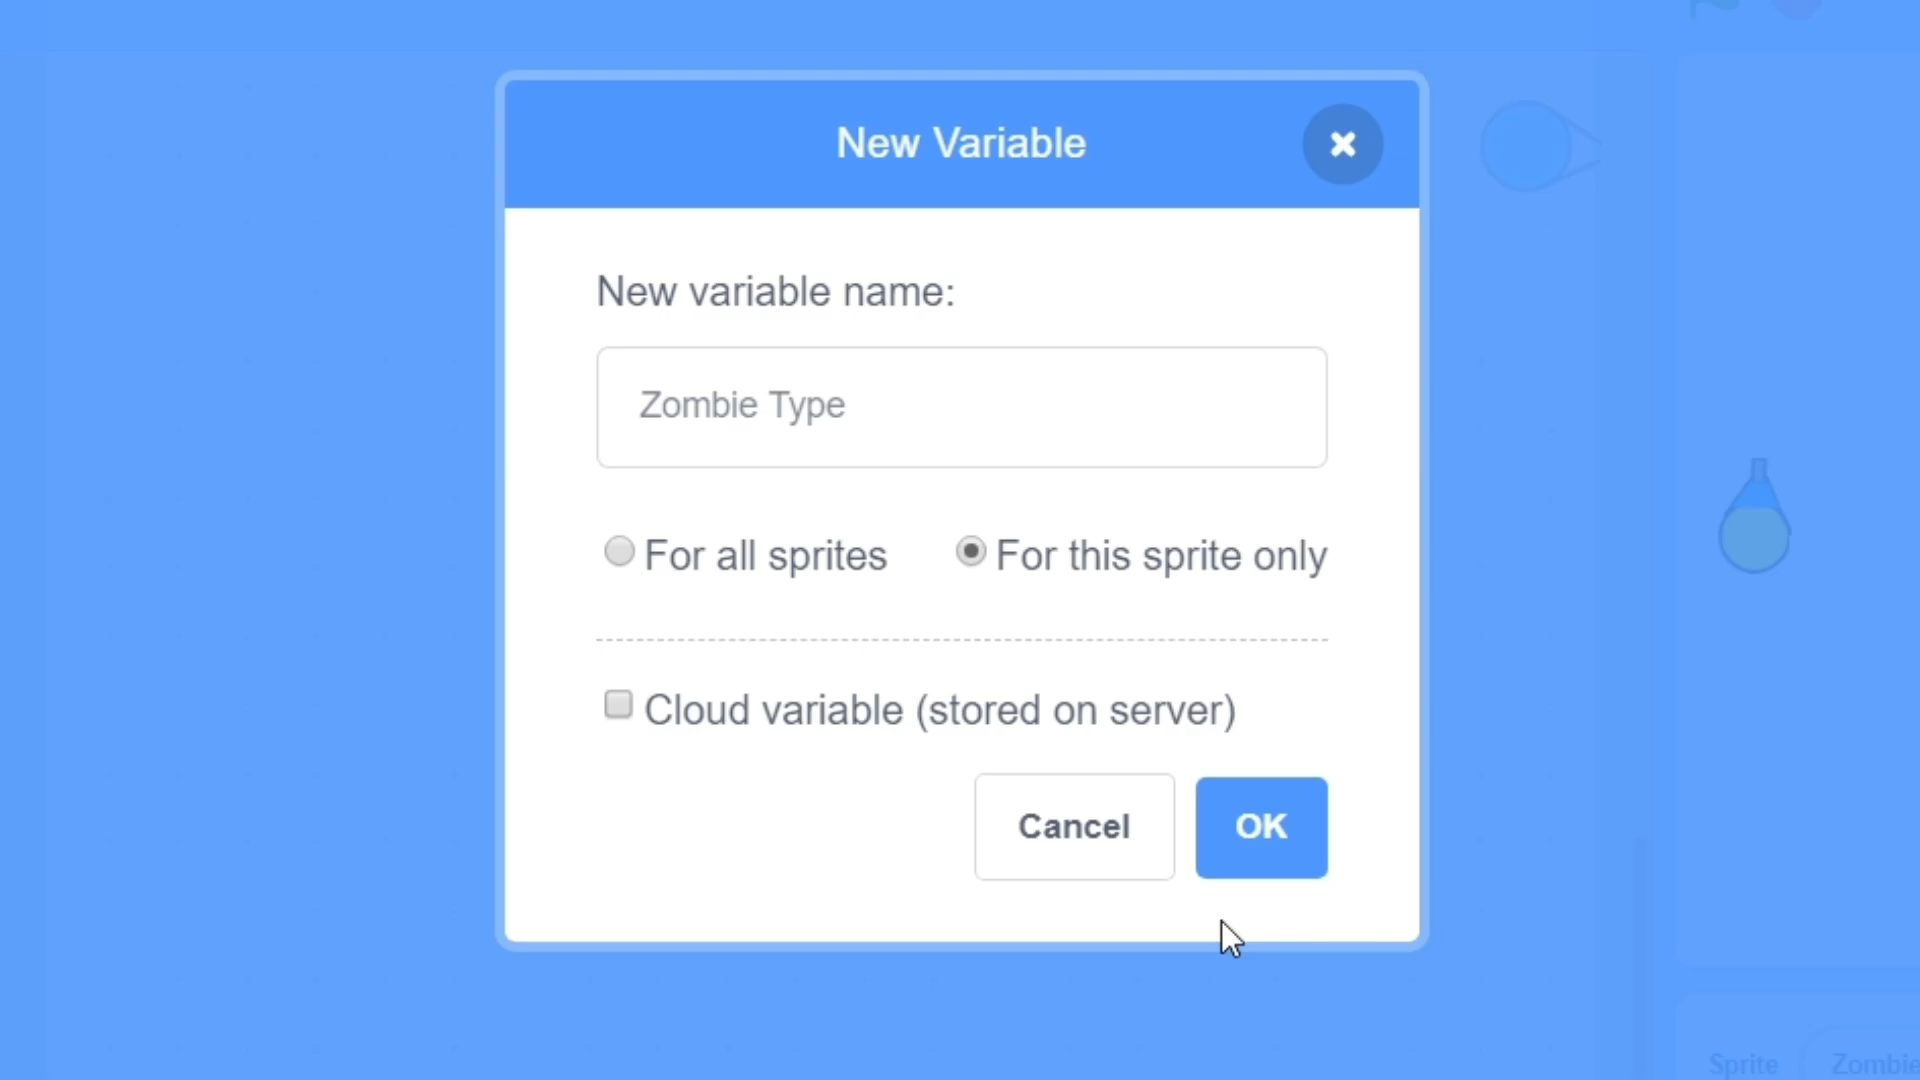 New Variable
New variable name:
Zombie Type
For all sprites For this sprite only
Cloud variable (stored on server)
Cancel OK
Sprite Zombie